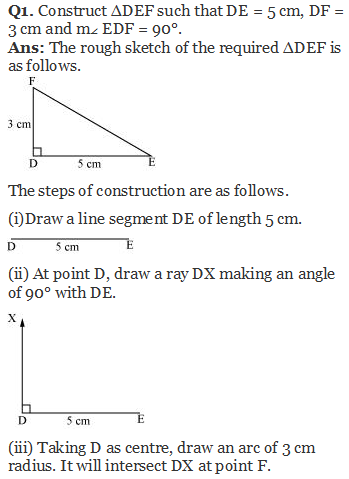 Q1. Construct ΔDEF such that DE = 5 cm, DF =
3 cm and m∠ EDF = 90°.
Ans: The rough sketch of the required ΔDEF is
as follows.
F
3 cm
D 5 cm E
The steps of construction are as follows.
(i)Draw a line segment DE of length 5 cm.
D 5 cm E
(ii) At point D, draw a ray DX making an angle
of 90° with DE.
X
D 5 cm E
(iii) Taking D as centre, draw an arc of 3 cm
radius. It will intersect DX at point F.